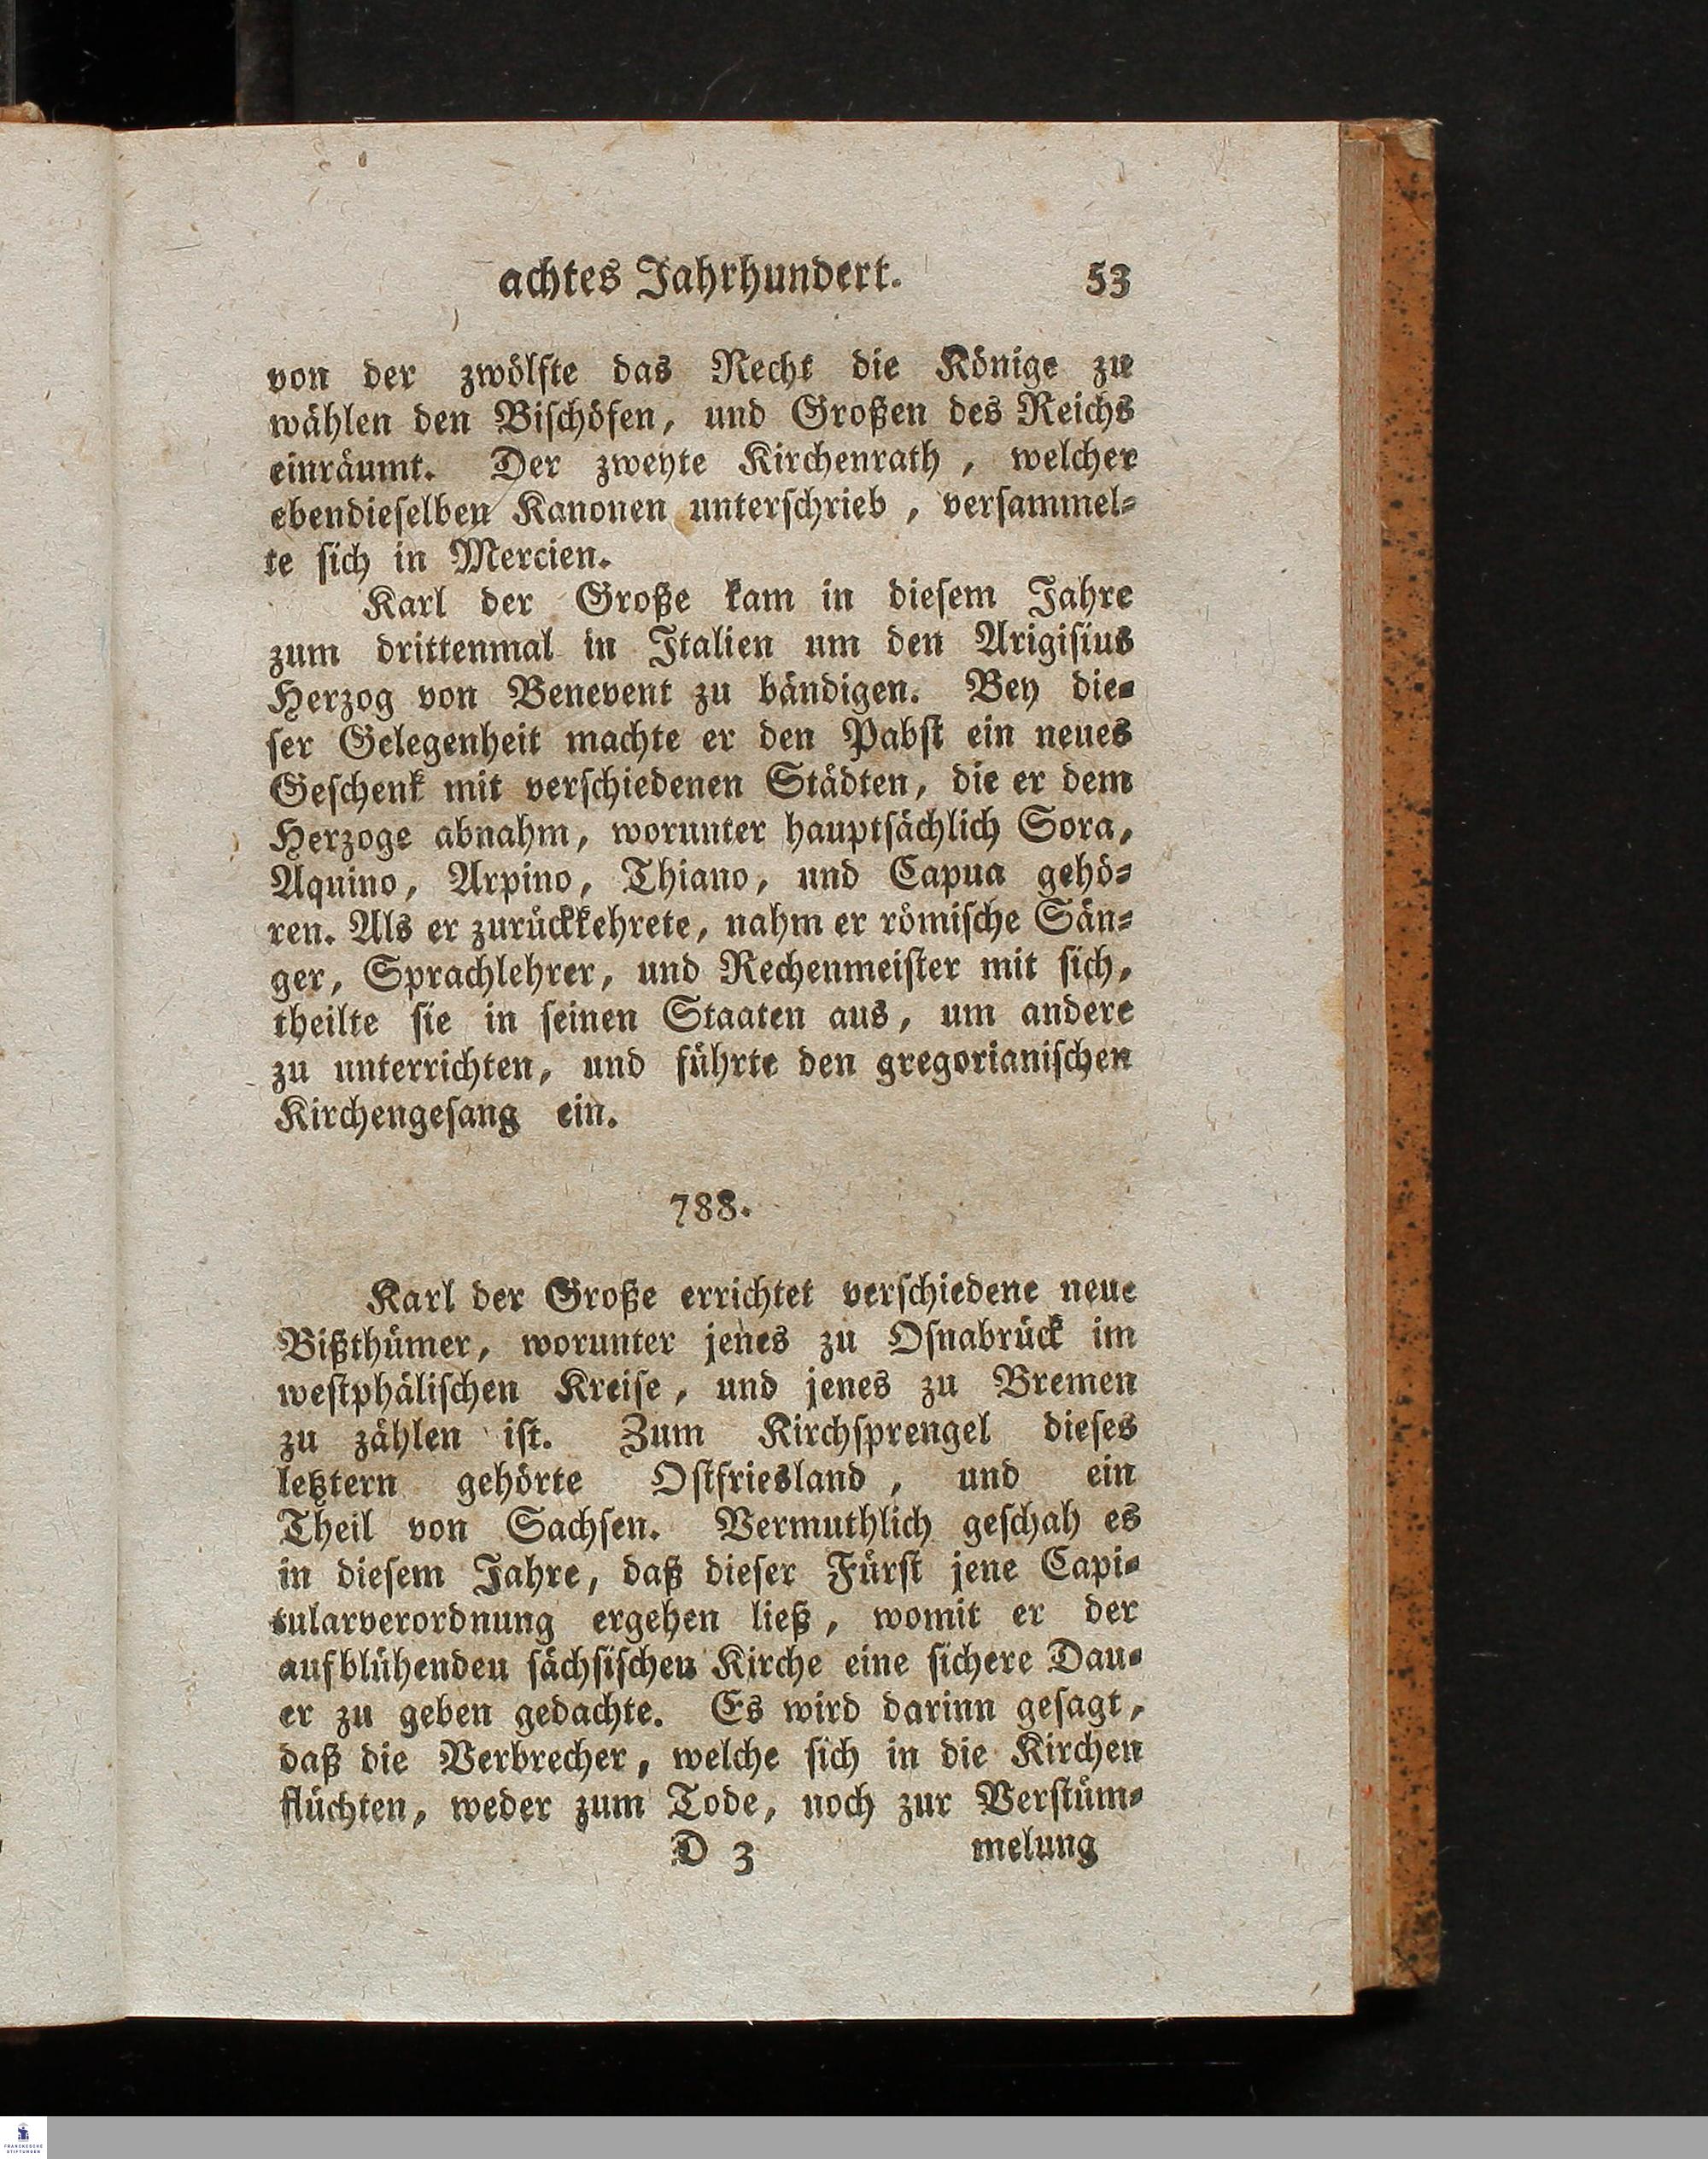 achtes Jahrhundert. 53
von der zwölfte das Recht die Könige zu
wählen den Bischöfen, und Großen des Reichs
einräumt. Der zweyte Kirchenrath, welcher
ebendieselben Kanonen unterschrieb, versammel-
te sich in Mercien.
Karl der Große kam in diesem Jahre
zum drittenmal in Italien um den Arigisius
Herzog von Benevent zu bändigen. Bey die-
ser Gelegenheit machte er den Pabst ein neues
Geschenk mit verschiedenen Städten, die er dem
Herzoge abnahm, worunter hauptsächlich Sora,
Aquino, Arpino, Thiano, und Capua gehö-
ren. Als er zurückkehrete, nahm er römische Sän-
ger, Sprachlehrer, und Rechenmeister mit sich,
theilte sie in seinen Staaten aus, um andere
zu unterrichten, und führte den gregorianischen
Kirchengesang ein.
788.
Karl der Große errichtet verschiedene neue
Bißthümer, worunter jenes zu Osnabrück im
westphälischen Kreise, und jenes zu Bremen
zu zählen ist. Zum Kirchsprengel dieses
letztern gehörte Ostfriesland, und ein
Theil von Sachsen. Vermuthlich geschah es
in diesem Jahre, daß dieser Fürst jene Capi-
tularverordnung ergehen ließ, womit er der
aufblühenden sächsischen Kirche eine sichere Dau-
er zu geben gedachte. Es wird darinn gesagt,
daß die Verbrecher, welche sich in die Kirchen
flüchten, weder zum Tode, noch zur Verstüm-
D 3 melung
FRANCKESCHE
STIFTUNGEN